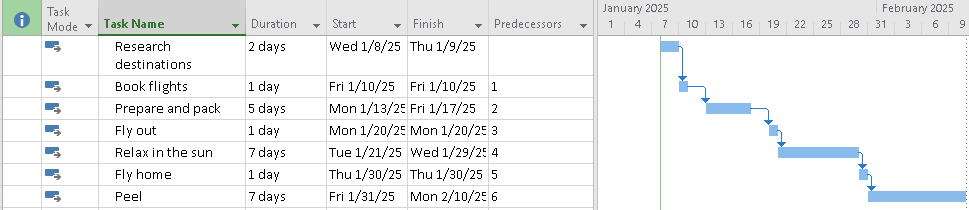 Task Mode Task Name Duration Start Finish Predecessors
January 2025 February 2025
1 4 7 10 13 16 19 22 25 28 31 3 6 9
Research destinations 2 days Wed 1/8/25 Thu 1/9/25
Book flights 1 day Fri 1/10/25 Fri 1/10/25 1
Prepare and pack 5 days Mon 1/13/25 Fri 1/17/25 2
Fly out 1 day Mon 1/20/25 Mon 1/20/25 3
Relax in the sun 7 days Tue 1/21/25 Wed 1/29/25 4
Fly home 1 day Thu 1/30/25 Thu 1/30/25 5
Peel 7 days Fri 1/31/25 Mon 2/10/25 6